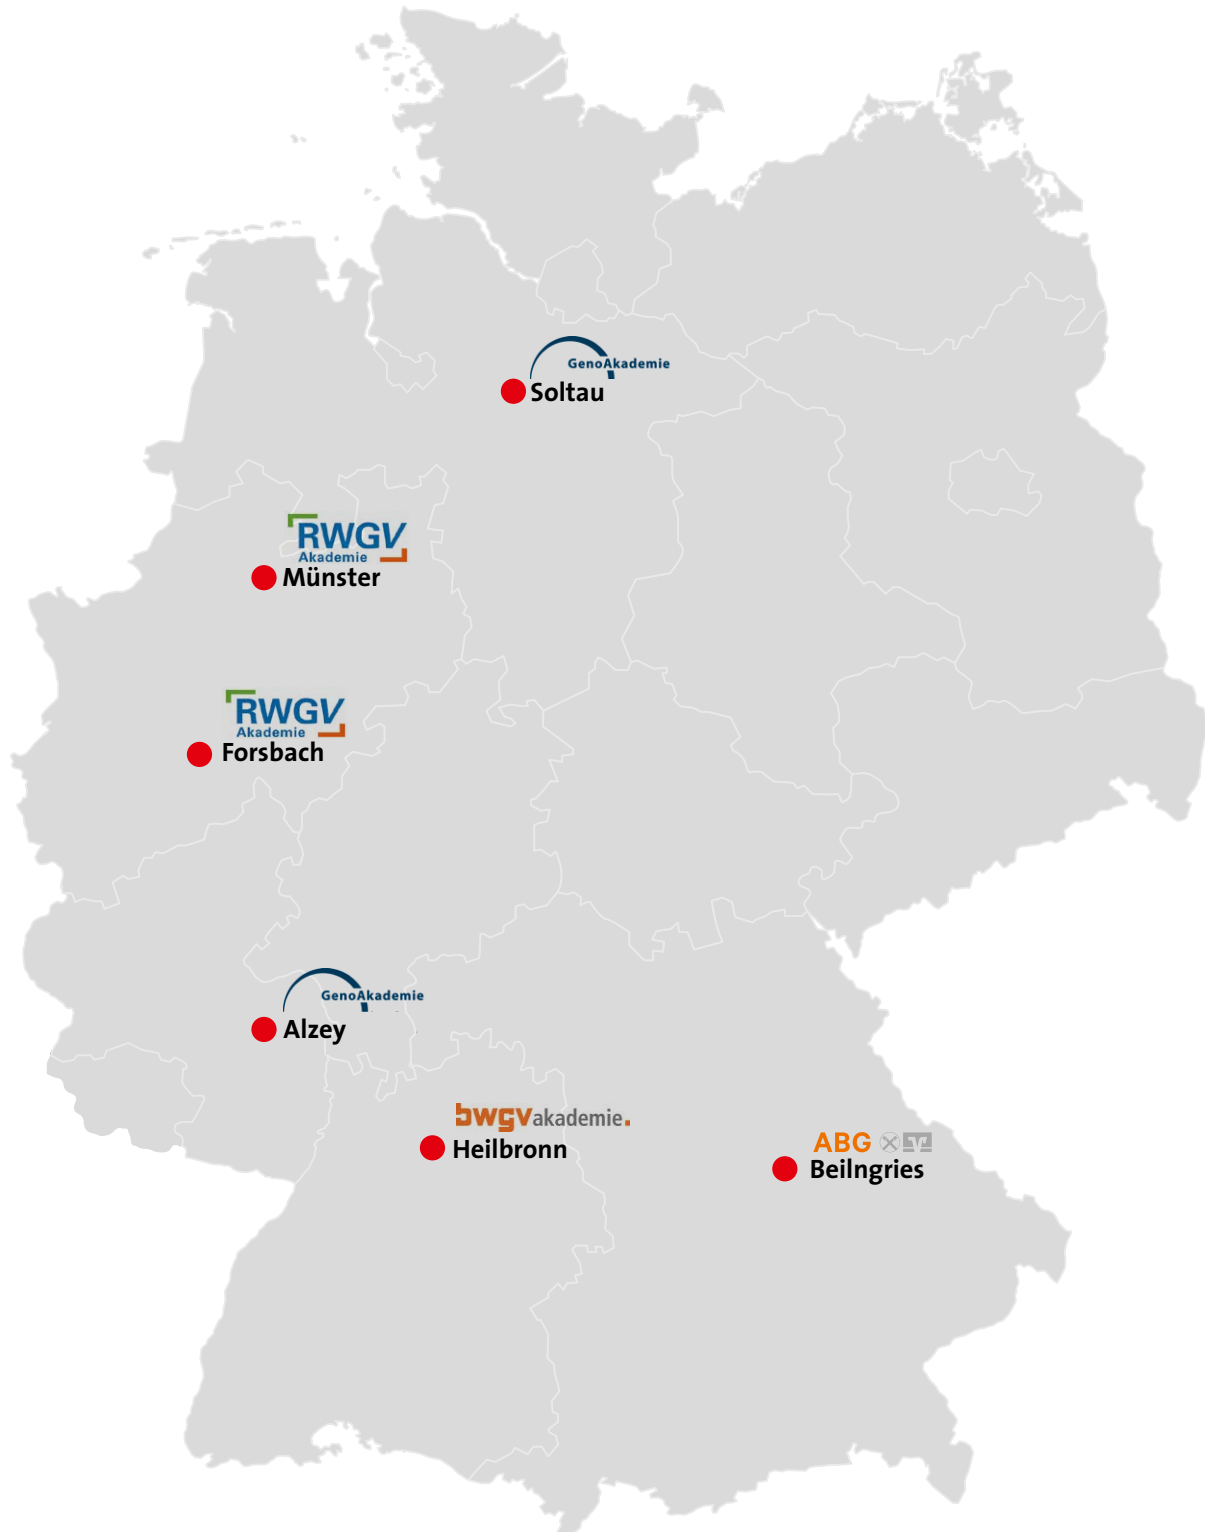 GenoAkademie
Soltau
RWGV
Akademie
Münster
RWGV
Akademie
Forsbach
GenoAkademie
Alzey
bwgvakademie.
Heilbronn
ABG
Beilngries